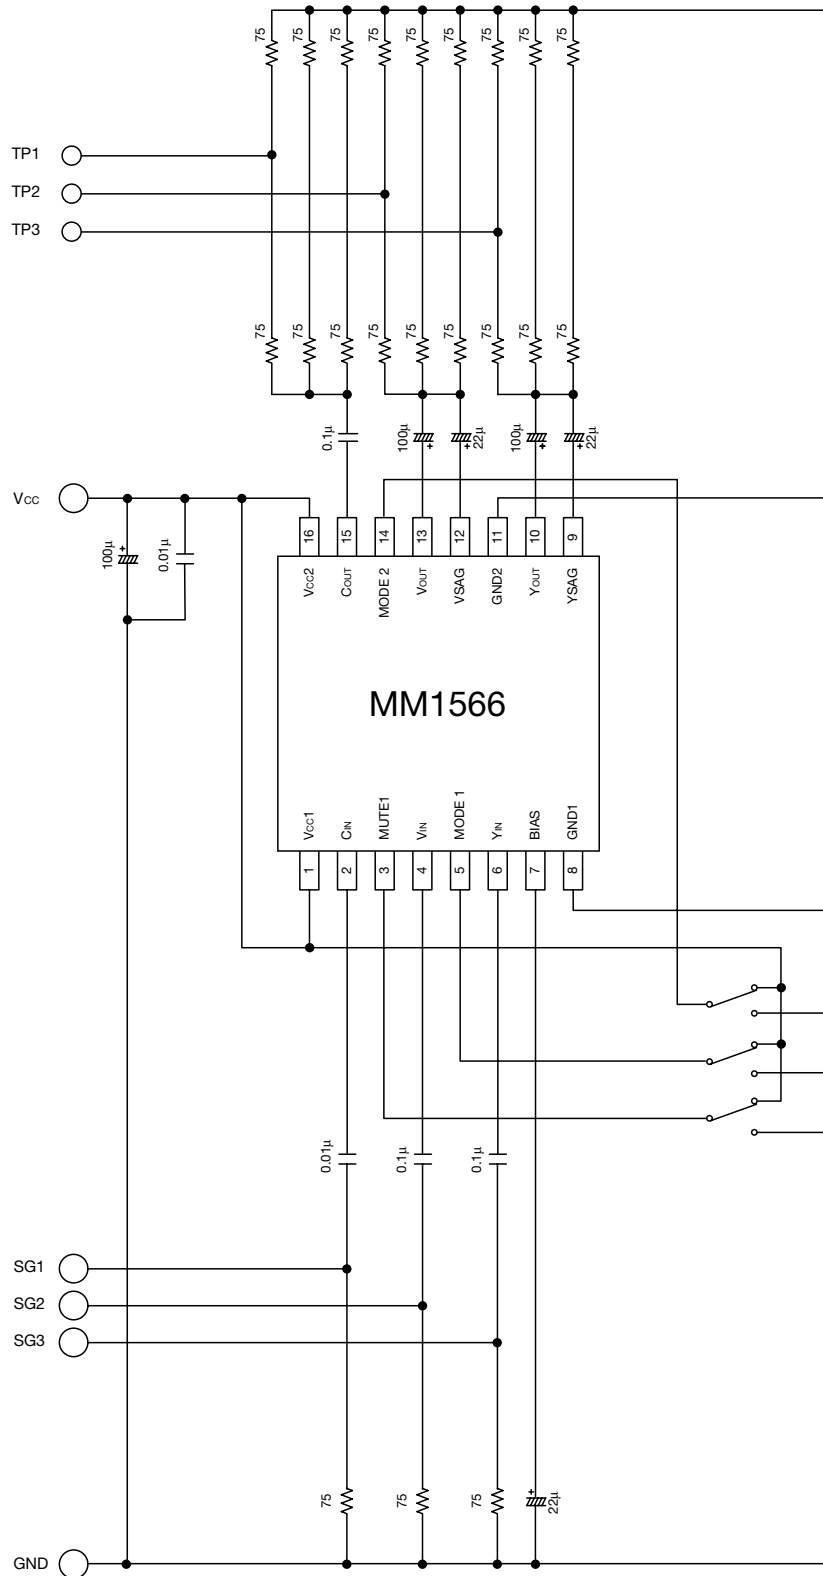 75 75 75 75 75 75 75 75 75
TP1
TP2
TP3
75 75 75 75 75 75 75 75 75
0.1μ 100μ 22μ 100μ 22μ
+ + + +
VCC
100μ + 0.01μ
16 15 14 13 12 11 10 9
VCC2 COUT MODE 2 VOUT VSAG GND2 YOUT YSAG
MM1566
VCC1 CIN MUTE1 VIN MODE 1 YIN BIAS GND1
1 2 3 4 5 6 7 8
0.01μ 0.1μ 0.1μ
SG1
SG2
SG3
75 75 75 + 22μ
GND